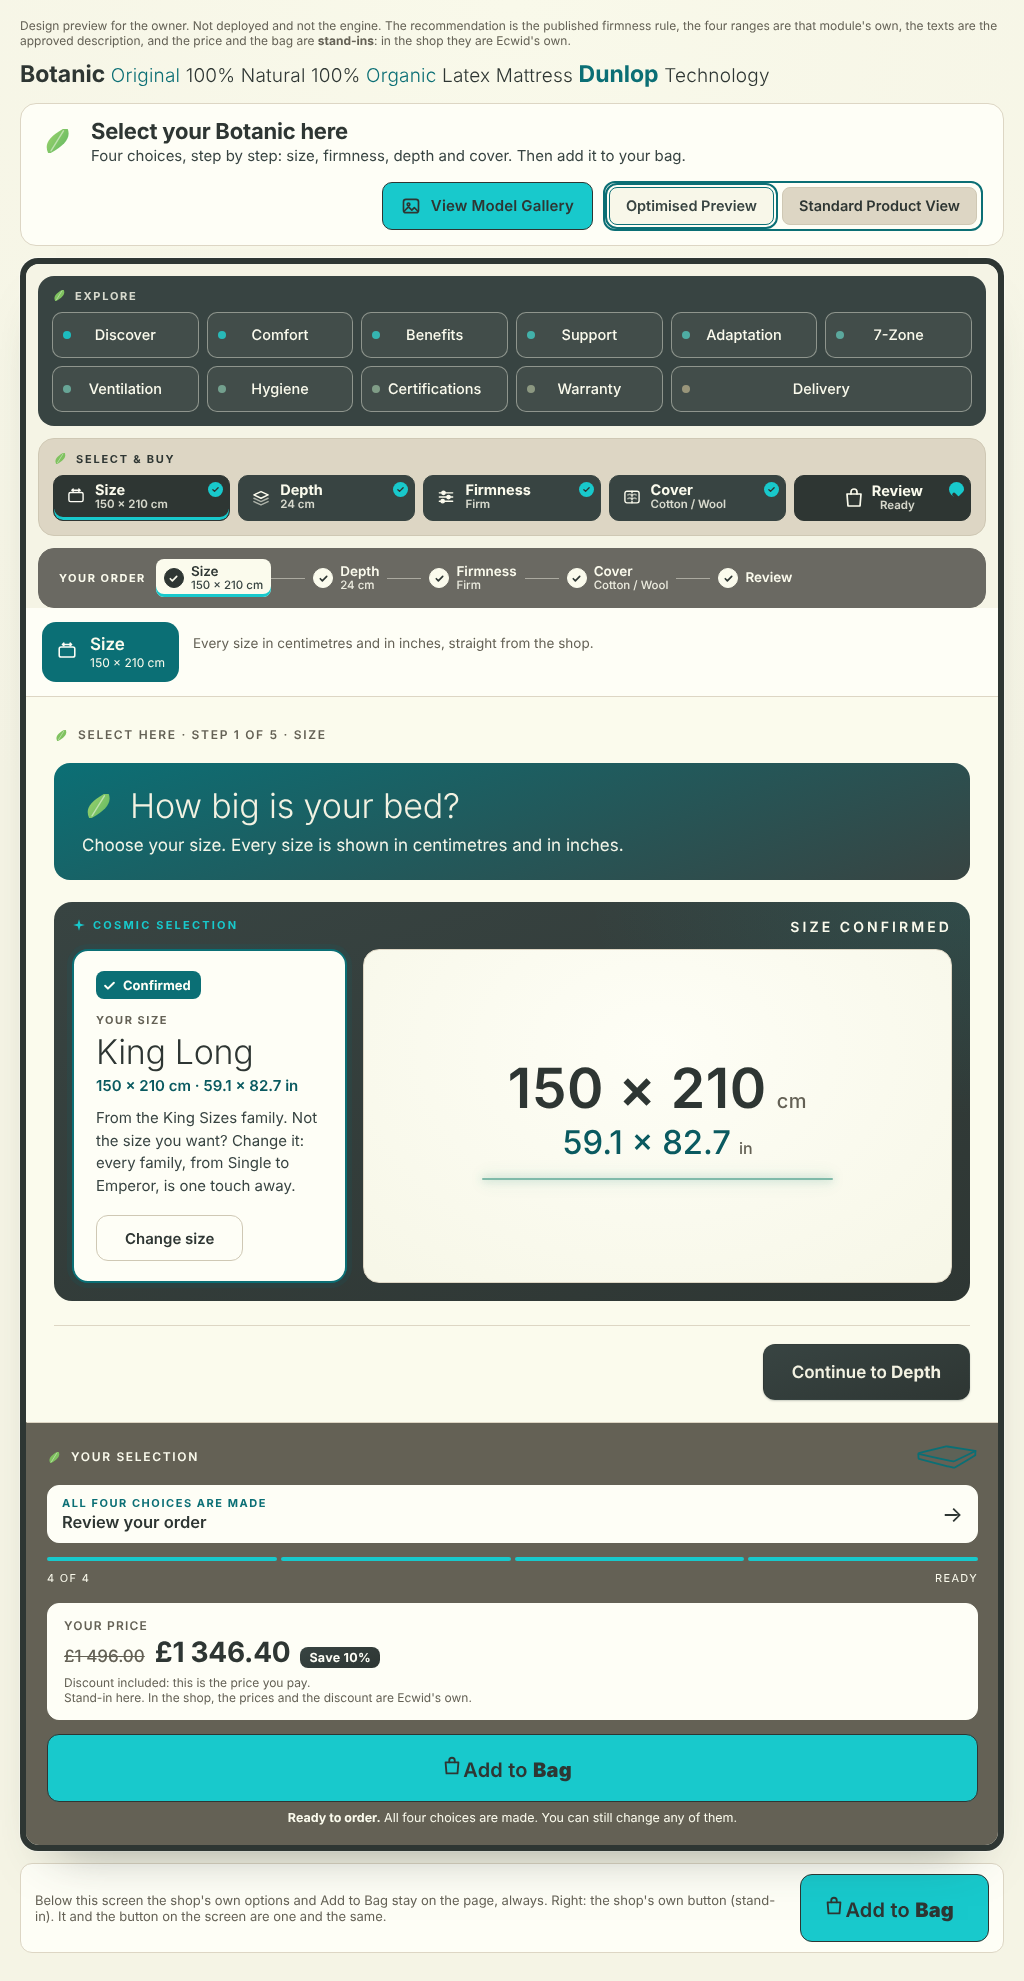 Design preview for the owner. Not deployed and not the engine. The recommendation is the published firmness rule, the four ranges are that module's own, the texts are the
approved description, and the price and the bag are stand-ins: in the shop they are Ecwid's own.
Botanic Original 100% Natural 100% Organic Latex Mattress Dunlop Technology
Select your Botanic here
Four choices, step by step: size, firmness, depth and cover. Then add it to your bag.
View Model Gallery
Optimised Preview
Standard Product View
EXPLORE
Discover
Comfort
Benefits
Support
Adaptation
7-Zone
Ventilation
Hygiene
Certifications
Warranty
Delivery
SELECT & BUY
Size
150 × 210 cm
Depth
24 cm
Firmness
Firm
Cover
Cotton / Wool
Review
Ready
YOUR ORDER
Size
150 × 210 cm
Depth
24 cm
Firmness
Firm
Cover
Cotton / Wool
Review
Size
150 × 210 cm
Every size in centimetres and in inches, straight from the shop.
SELECT HERE · STEP 1 OF 5 · SIZE
How big is your bed?
Choose your size. Every size is shown in centimetres and in inches.
COSMIC SELECTION
SIZE CONFIRMED
Confirmed
YOUR SIZE
King Long
150 × 210 cm · 59.1 × 82.7 in
From the King Sizes family. Not
the size you want? Change it:
every family, from Single to
Emperor, is one touch away.
Change size
150 × 210 cm
59.1 × 82.7 in
Continue to Depth
YOUR SELECTION
ALL FOUR CHOICES ARE MADE
Review your order
4 OF 4
READY
YOUR PRICE
£1 496.00 £1 346.40 Save 10%
Discount included: this is the price you pay.
Stand-in here. In the shop, the prices and the discount are Ecwid's own.
Add to Bag
Ready to order. All four choices are made. You can still change any of them.
Below this screen the shop's own options and Add to Bag stay on the page, always. Right: the shop's own button (stand-
in). It and the button on the screen are one and the same.
Add to Bag